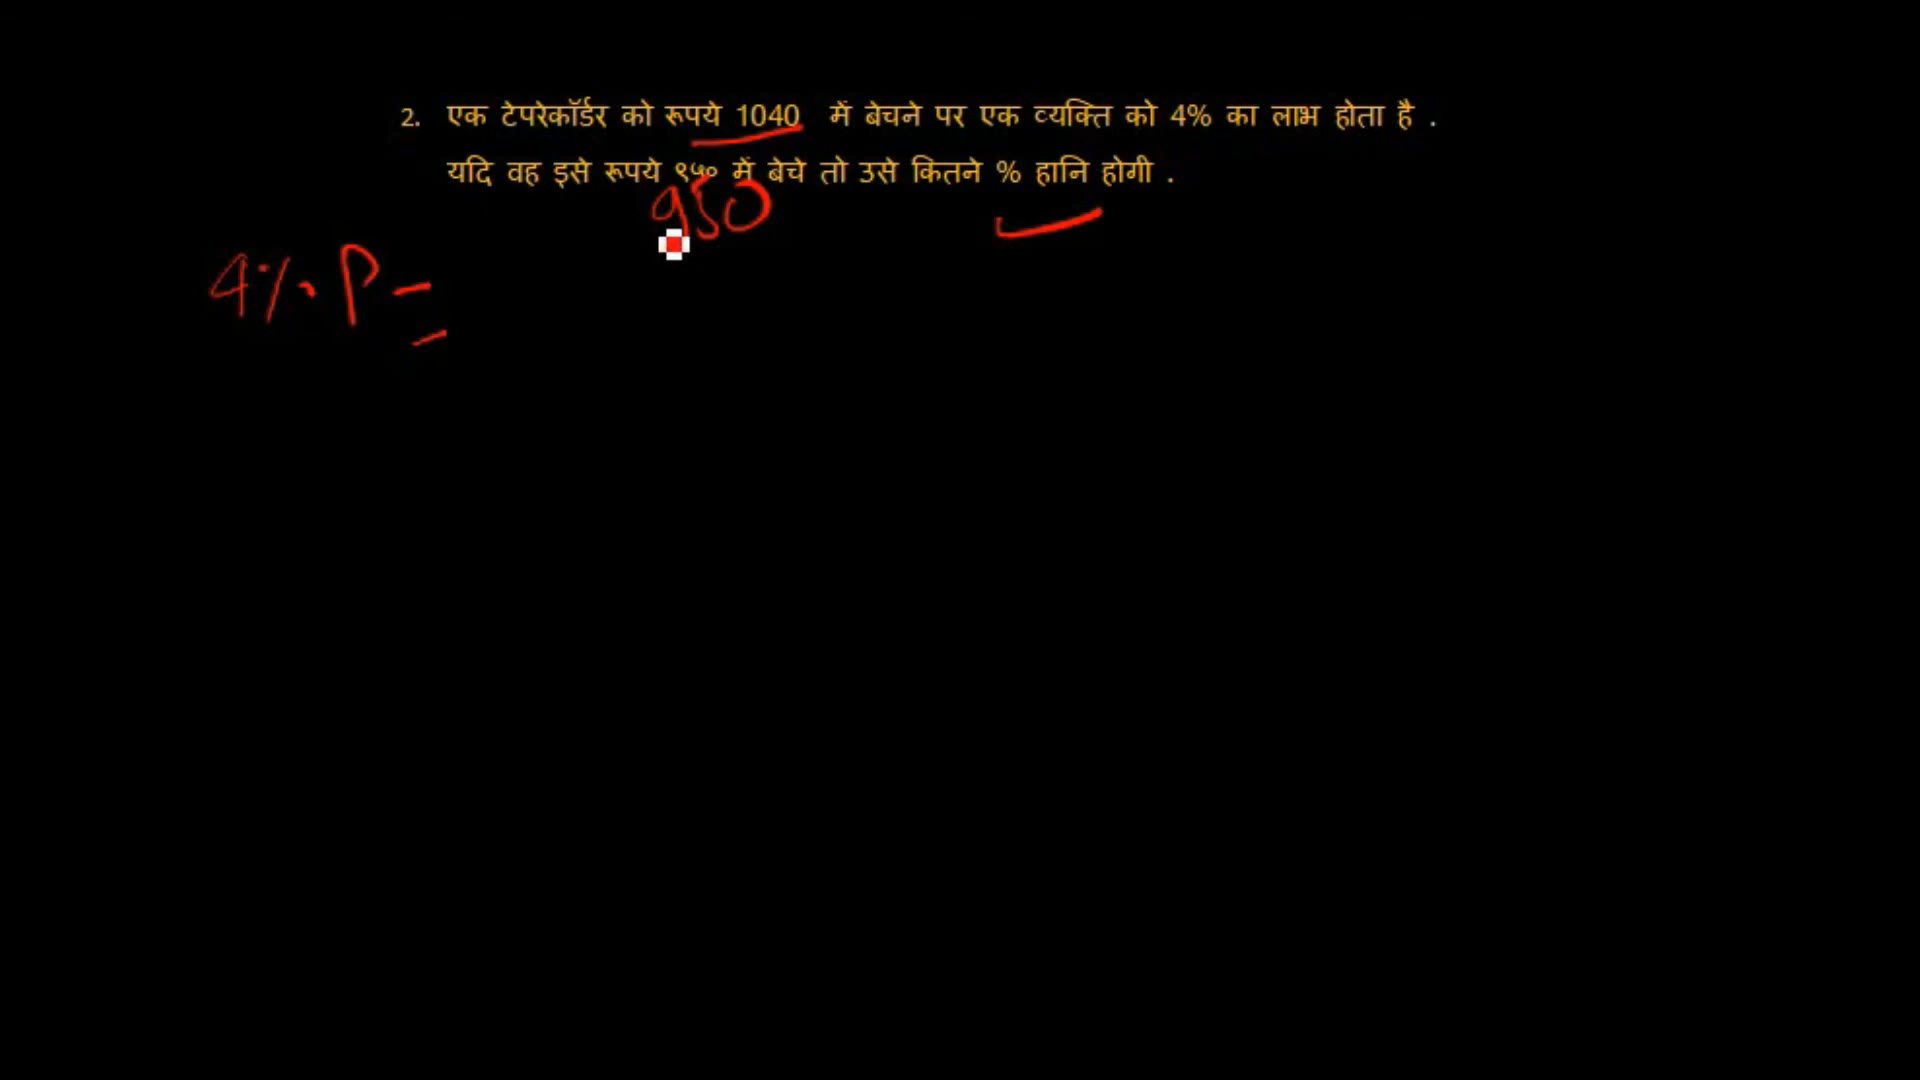 2. एक टेपरेकॉर्डर को रूपये 1040 में बेचने पर एक व्यक्ति को 4% का लाभ होता है .
यदि वह इसे रूपये ९५० में बेचे तो उसे कितने % हानि होगी .
950
4% P -